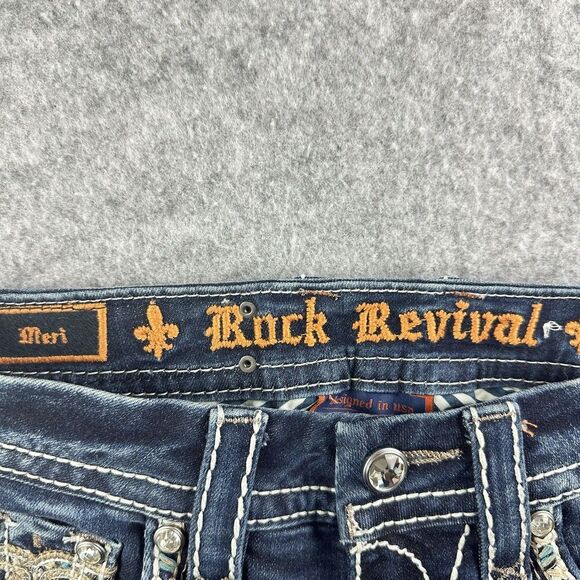 Meri
Rock Revival
Designed in usa